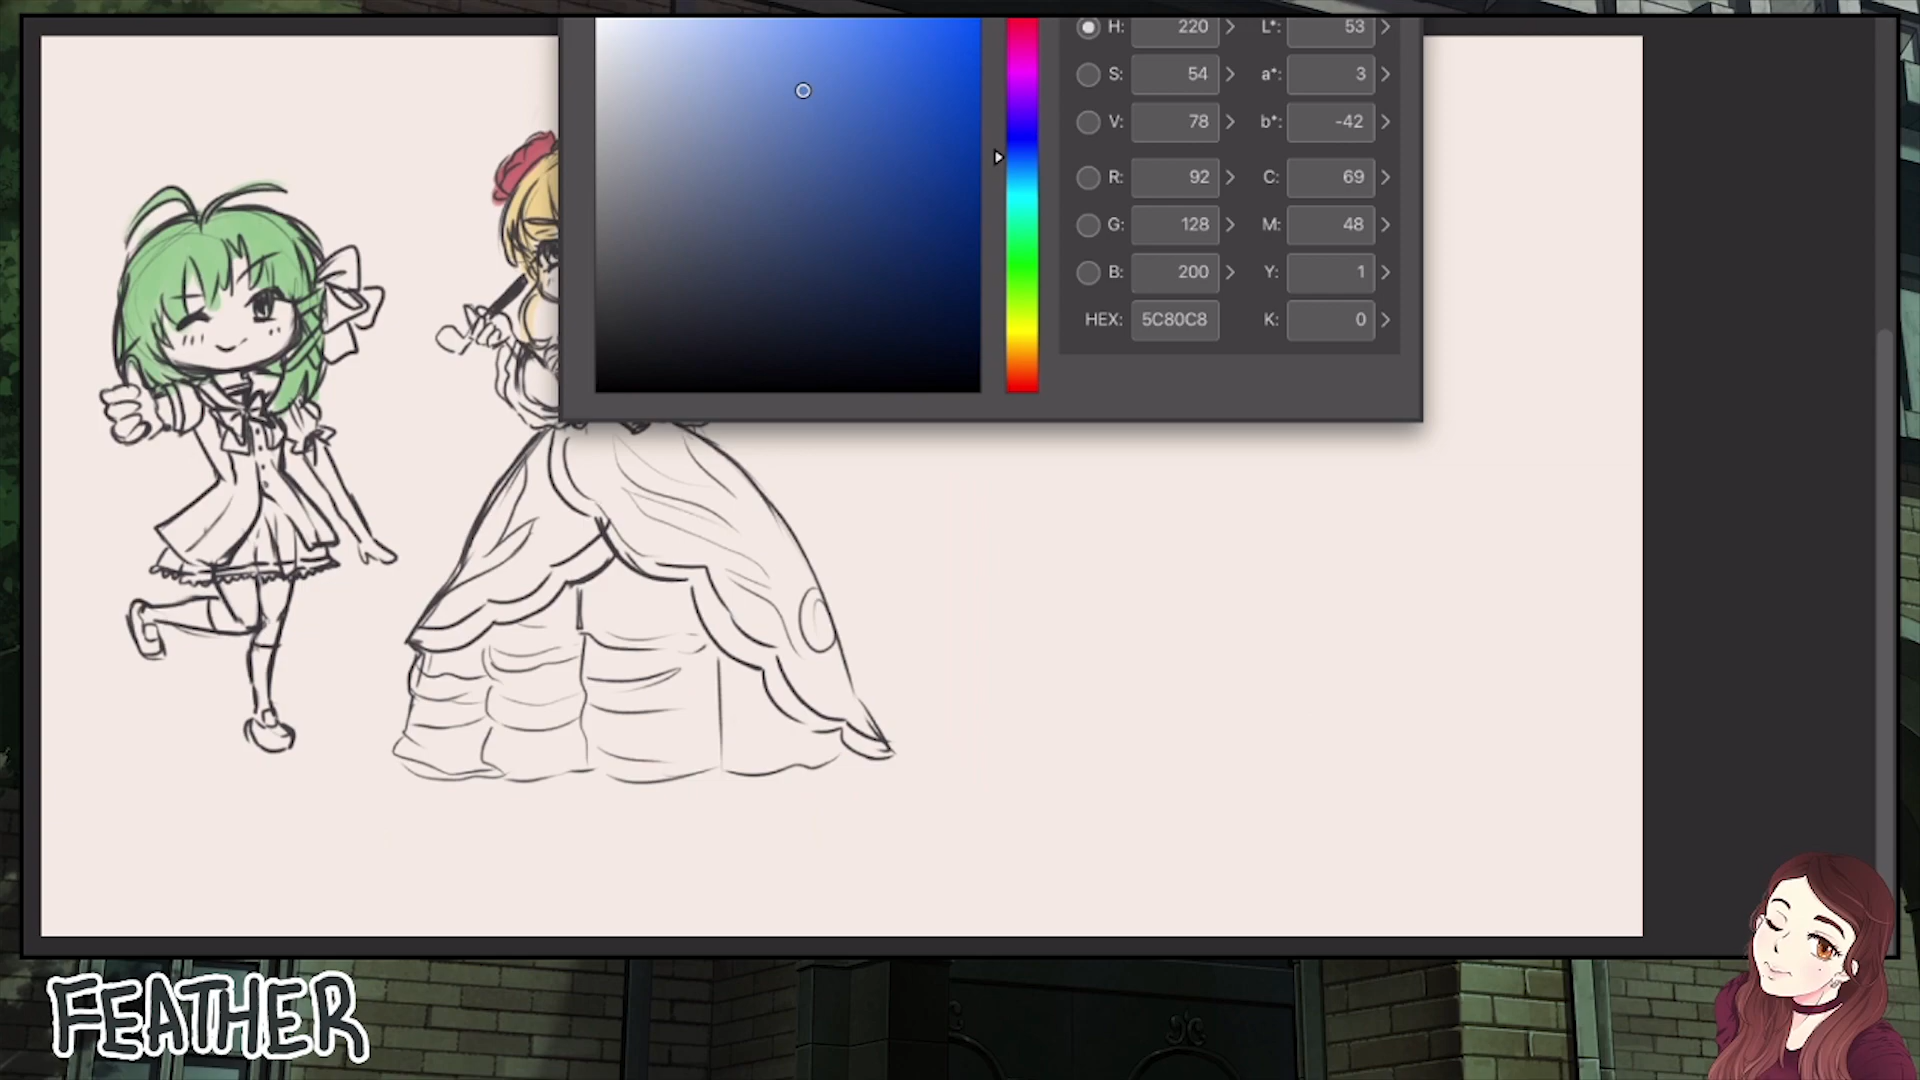 H: 220 L*: 53
S: 54 a*: 3
V: 78 b*: -42
R: 92 C: 69
G: 128 M: 48
B: 200 Y: 1
HEX: 5C80C8 K: 0
FEATHER